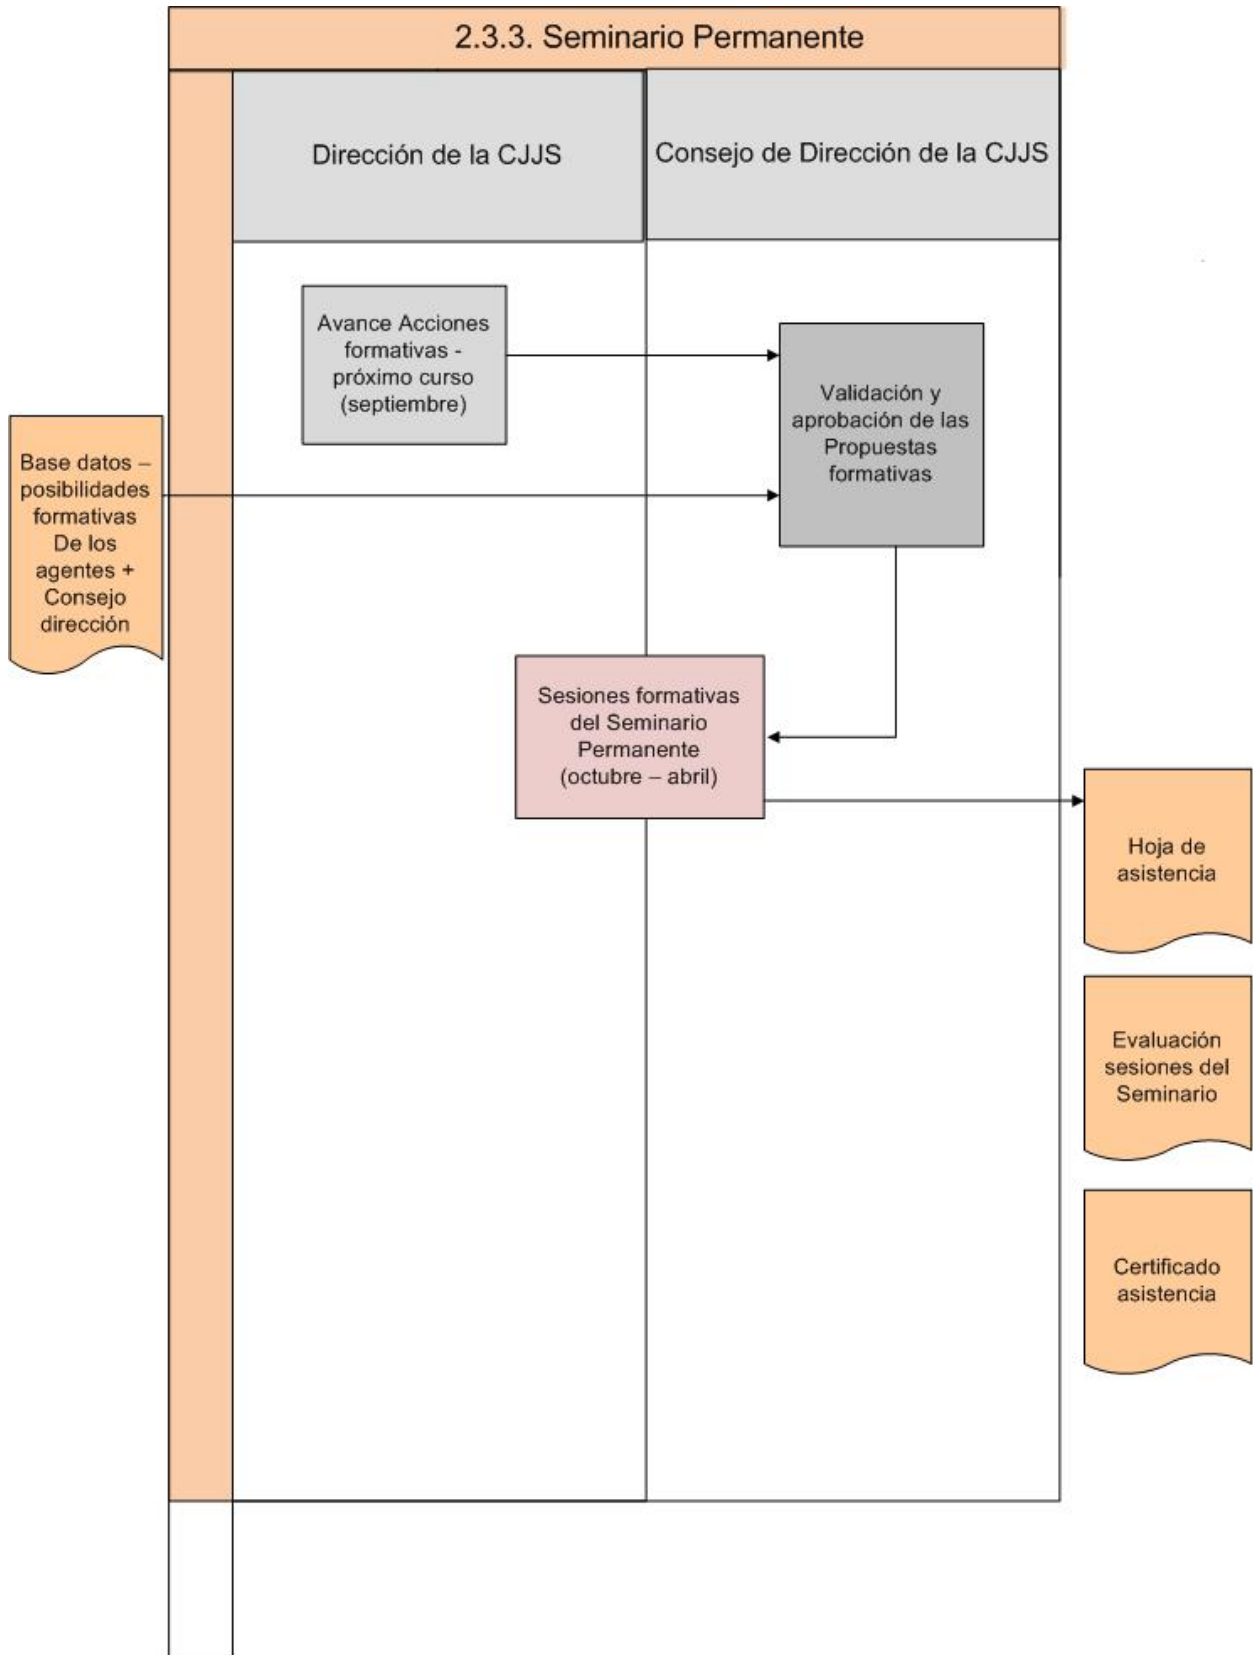 2.3.3. Seminario Permanente
Dirección de la CJJS
Consejo de Dirección de la CJJS
Avance Acciones
formativas -
próximo curso
(septiembre)
Validación y
aprobación de las
Propuestas
formativas
Base datos –
posibilidades
formativas
De los
agentes +
Consejo
dirección
Sesiones formativas
del Seminario
Permanente
(octubre – abril)
Hoja de
asistencia
Evaluación
sesiones del
Seminario
Certificado
asistencia